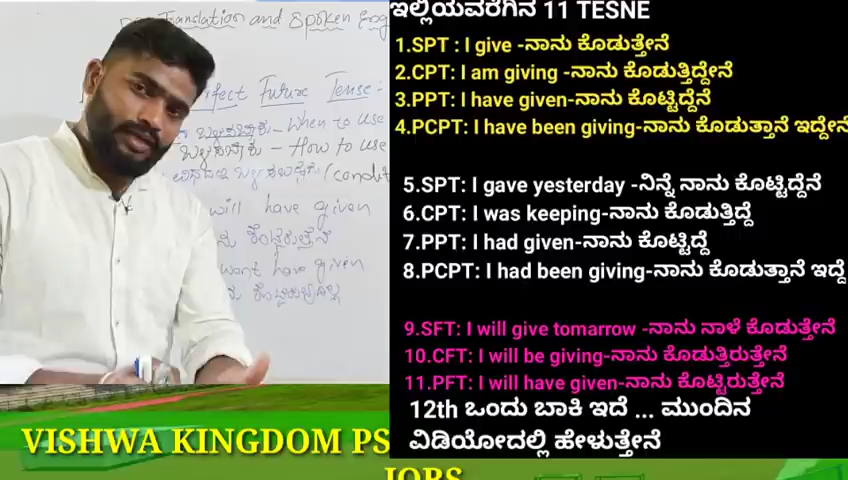 Translation and Spoken Eng
Perfect Future Tense:
ಬಳಸಬೇಕು - When to use
ಬಳಸಬೇಕು - How to use
will have given
have given
ಇಲ್ಲಿಯವರೆಗಿನ 11 TESNE
1.SPT : I give -ನಾನು ಕೊಡುತ್ತೇನೆ
2.CPT: I am giving -ನಾನು ಕೊಡುತ್ತಿದ್ದೇನೆ
3.PPT: I have given-ನಾನು ಕೊಟ್ಟಿದ್ದೆನೆ
4.PCPT: I have been giving-ನಾನು ಕೊಡುತ್ತಾನೆ ಇದ್ದೇನೆ
5.SPT: I gave yesterday -ನಿನ್ನೆ ನಾನು ಕೊಟ್ಟಿದ್ದೆನೆ
6.CPT: I was keeping-ನಾನು ಕೊಡುತ್ತಿದ್ದೆ
7.PPT: I had given-ನಾನು ಕೊಟ್ಟಿದ್ದೆ
8.PCPT: I had been giving-ನಾನು ಕೊಡುತ್ತಾನೆ ಇದ್ದೆ
9.SFT: I will give tomarrow -ನಾನು ನಾಳೆ ಕೊಡುತ್ತೇನೆ
10.CFT: I will be giving-ನಾನು ಕೊಡುತ್ತಿರುತ್ತೇನೆ
11.PFT: I will have given-ನಾನು ಕೊಟ್ಟಿರುತ್ತೇನೆ
12th ಒಂದು ಬಾಕಿ ಇದೆ ... ಮುಂದಿನ
ವಿಡಿಯೋದಲ್ಲಿ ಹೇಳುತ್ತೇನೆ
VISHWA KINGDOM PS